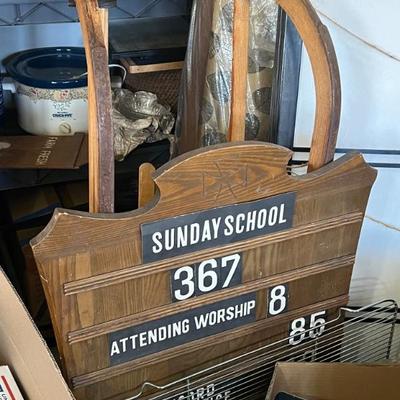 SUNDAY SCHOOL
367
ATTENDING WORSHIP 8
85